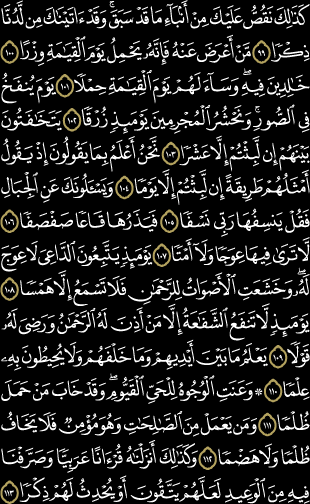 كَذَٰلِكَ نَقُصُّ عَلَيْكَ مِنْ أَنۢبَآءِ مَا قَدْ سَبَقَ ۚ وَقَدْ ءَاتَيْنَٰكَ مِن لَّدُنَّا
ذِكْرًا ٩٩ مَّنْ أَعْرَضَ عَنْهُ فَإِنَّهُۥ يَحْمِلُ يَوْمَ ٱلْقِيَٰمَةِ وِزْرًا ١٠٠
خَٰلِدِينَ فِيهِ ۖ وَسَآءَ لَهُمْ يَوْمَ ٱلْقِيَٰمَةِ حِمْلًا ١٠١ يَوْمَ يُنفَخُ
فِى ٱلصُّورِ ۚ وَنَحْشُرُ ٱلْمُجْرِمِينَ يَوْمَئِذٍ زُرْقًا ١٠٢ يَتَخَٰفَتُونَ
بَيْنَهُمْ إِن لَّبِثْتُمْ إِلَّا عَشْرًا ١٠٣ نَّحْنُ أَعْلَمُ بِمَا يَقُولُونَ إِذْ يَقُولُ
أَمْثَلُهُمْ طَرِيقَةً إِن لَّبِثْتُمْ إِلَّا يَوْمًا ١٠٤ وَيَسْـَٔلُونَكَ عَنِ ٱلْجِبَالِ
فَقُلْ يَنسِفُهَا رَبِّى نَسْفًا ١٠٥ فَيَذَرُهَا قَاعًا صَفْصَفًا ١٠٦
لَّا تَرَىٰ فِيهَا عِوَجًا وَلَآ أَمْتًا ١٠٧ يَوْمَئِذٍ يَتَّبِعُونَ ٱلدَّاعِىَ لَا عِوَجَ
لَهُۥ ۖ وَخَشَعَتِ ٱلْأَصْوَاتُ لِلرَّحْمَٰنِ فَلَا تَسْمَعُ إِلَّا هَمْسًا ١٠٨
يَوْمَئِذٍ لَّا تَنفَعُ ٱلشَّفَٰعَةُ إِلَّا مَنْ أَذِنَ لَهُ ٱلرَّحْمَٰنُ وَرَضِىَ لَهُۥ
قَوْلًا ١٠٩ يَعْلَمُ مَا بَيْنَ أَيْدِيهِمْ وَمَا خَلْفَهُمْ وَلَا يُحِيطُونَ بِهِۦ
عِلْمًا ١١٠ ۞ وَعَنَتِ ٱلْوُجُوهُ لِلْحَىِّ ٱلْقَيُّومِ ۖ وَقَدْ خَابَ مَنْ حَمَلَ
ظُلْمًا ١١١ وَمَن يَعْمَلْ مِنَ ٱلصَّٰلِحَٰتِ وَهُوَ مُؤْمِنٌ فَلَا يَخَافُ
ظُلْمًا وَلَا هَضْمًا ١١٢ وَكَذَٰلِكَ أَنزَلْنَٰهُ قُرْءَانًا عَرَبِيًّا وَصَرَّفْنَا
فِيهِ مِنَ ٱلْوَعِيدِ لَعَلَّهُمْ يَتَّقُونَ أَوْ يُحْدِثُ لَهُمْ ذِكْرًا ١١٣